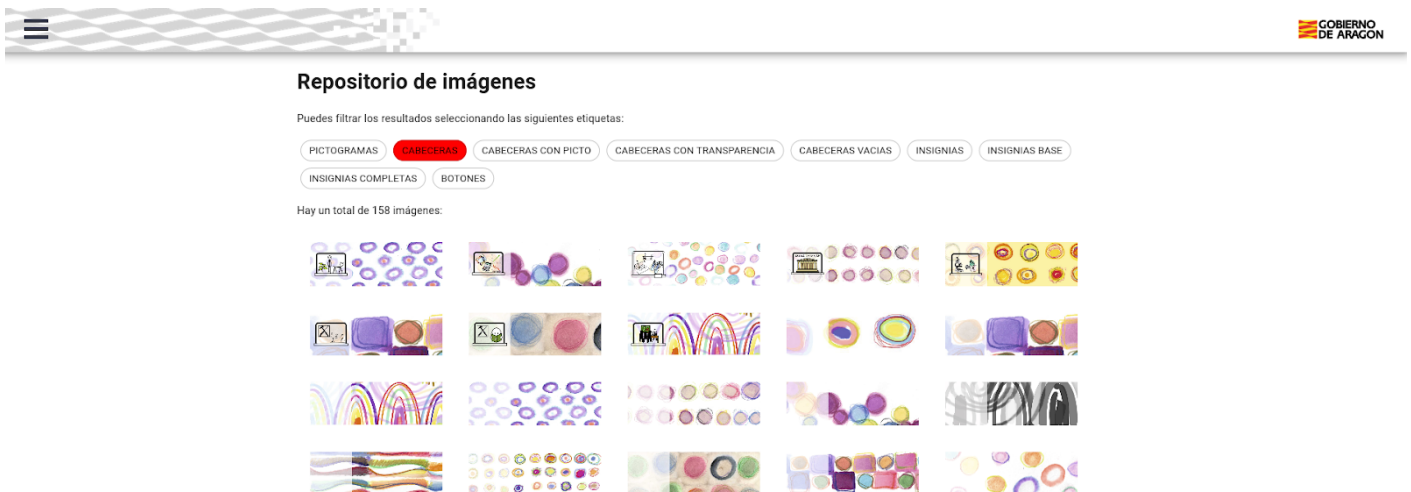 GOBIERNO
DE ARAGON
Repositorio de imágenes
Puedes filtrar los resultados seleccionando las siguientes etiquetas:
PICTOGRAMAS CABECERAS CABECERAS CON PICTO CABECERAS CON TRANSPARENCIA CABECERAS VACIAS INSIGNIAS INSIGNIAS BASE
INSIGNIAS COMPLETAS BOTONES
Hay un total de 158 imágenes: